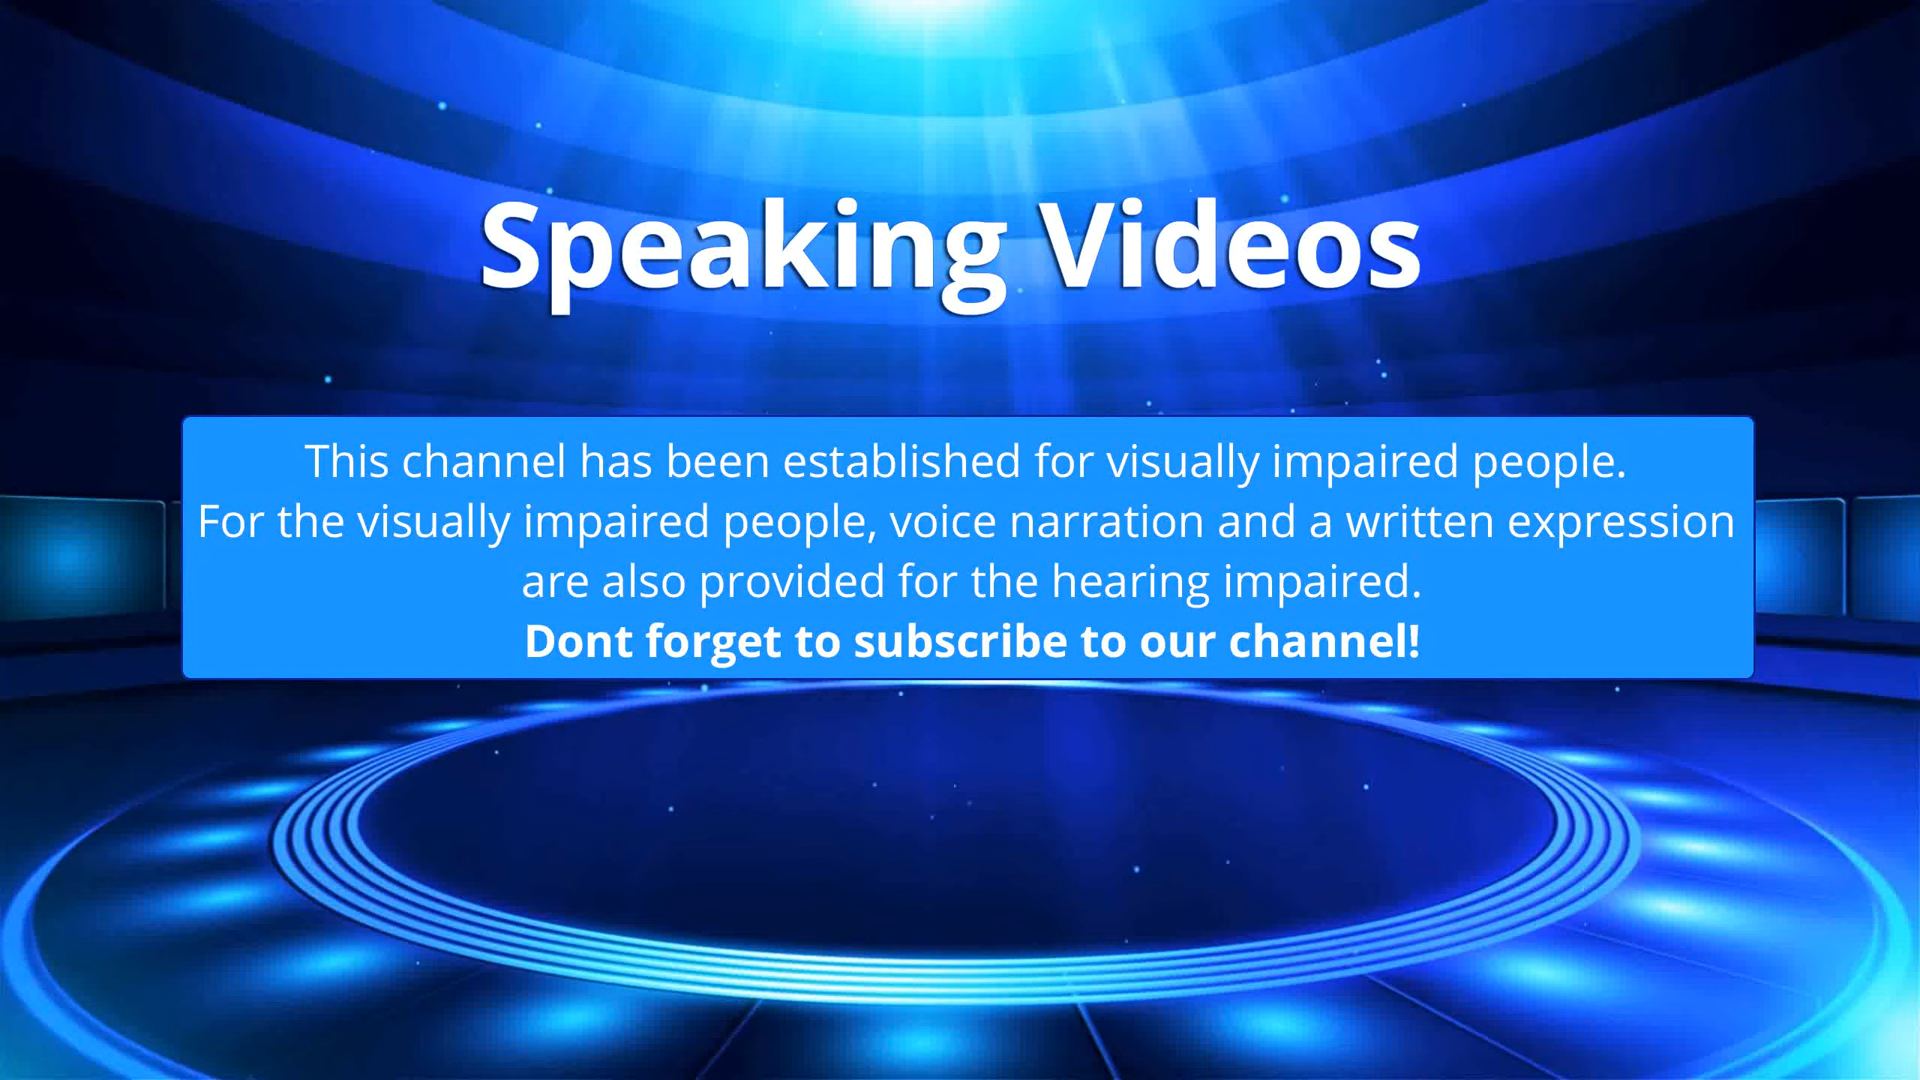 Speaking Videos
This channel has been established for visually impaired people.
For the visually impaired people, voice narration and a written expression
are also provided for the hearing impaired.
Dont forget to subscribe to our channel!